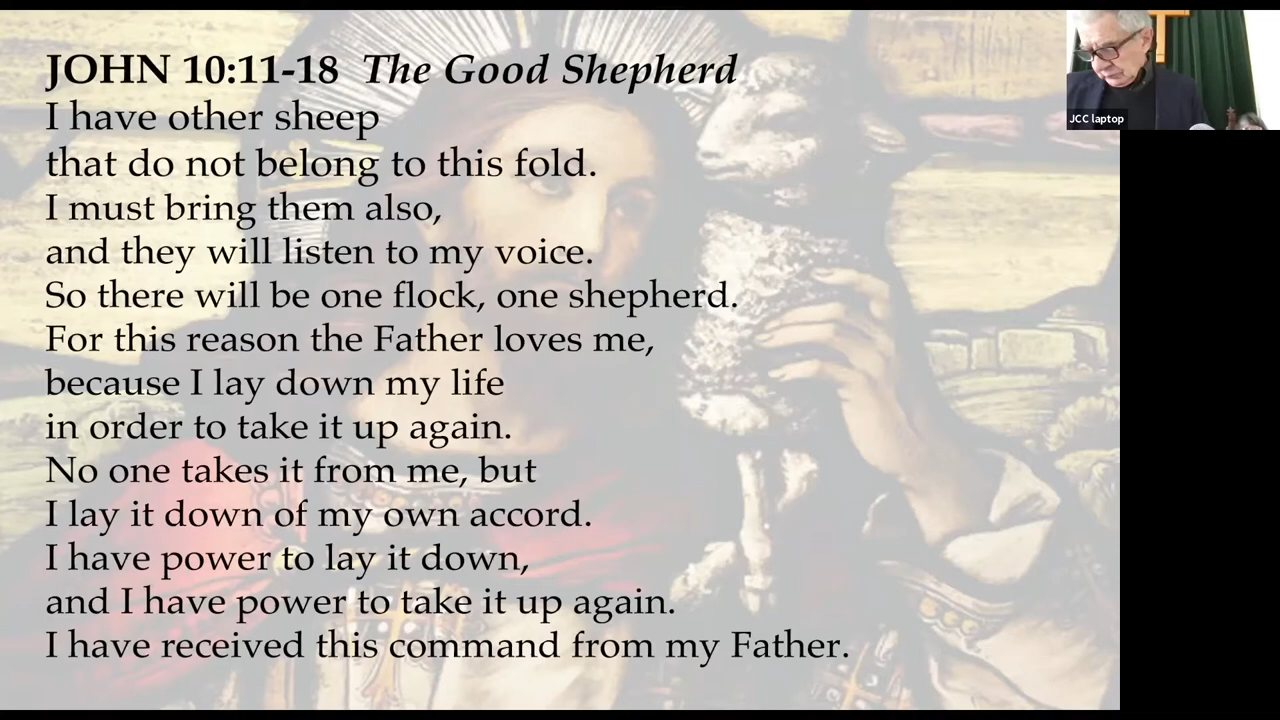 JOHN 10:11-18 The Good Shepherd
I have other sheep
that do not belong to this fold.
I must bring them also,
and they will listen to my voice.
So there will be one flock, one shepherd.
For this reason the Father loves me,
because I lay down my life
in order to take it up again.
No one takes it from me, but
I lay it down of my own accord.
I have power to lay it down,
and I have power to take it up again.
I have received this command from my Father.
JCC laptop